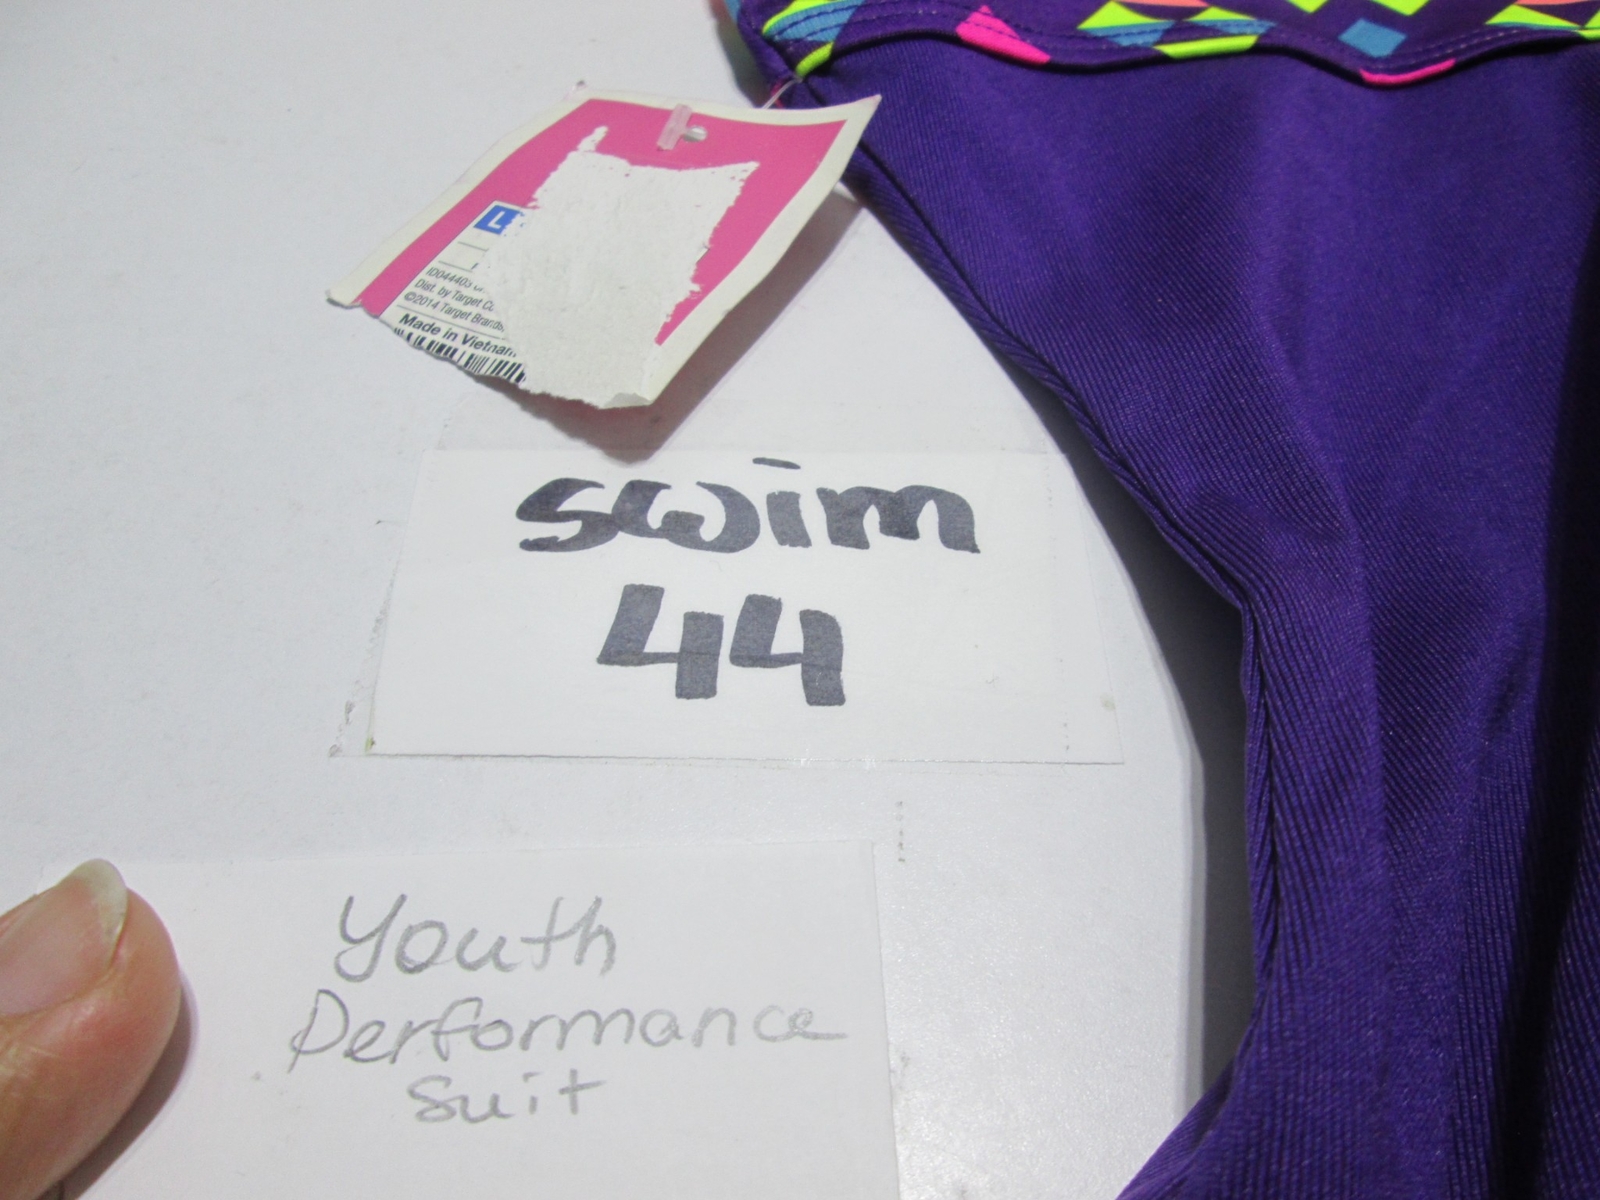 L
Dist. by Target
©2014 Target Brands,
Made in Vietnam
swim
44
Youth
Performance
Suit